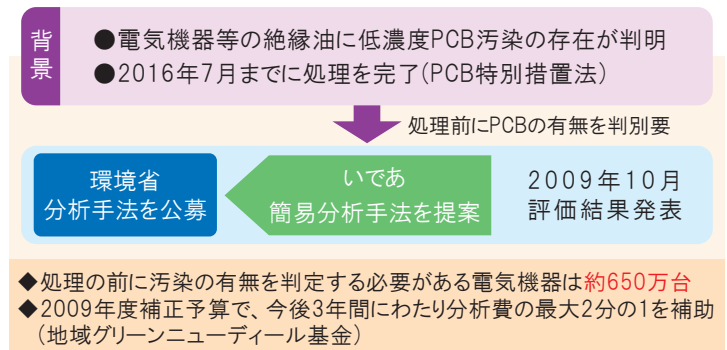 背景
●電気機器等の絶縁油に低濃度PCB汚染の存在が判明
●2016年7月までに処理を完了(PCB特別措置法)
処理前にPCBの有無を判別要
環境省
分析手法を公募
いであ
簡易分析手法を提案
2009年10月
評価結果発表
◆処理の前に汚染の有無を判定する必要がある電気機器は約650万台
◆2009年度補正予算で、今後3年間にわたり分析費の最大2分の1を補助
(地域グリーンニューディール基金)